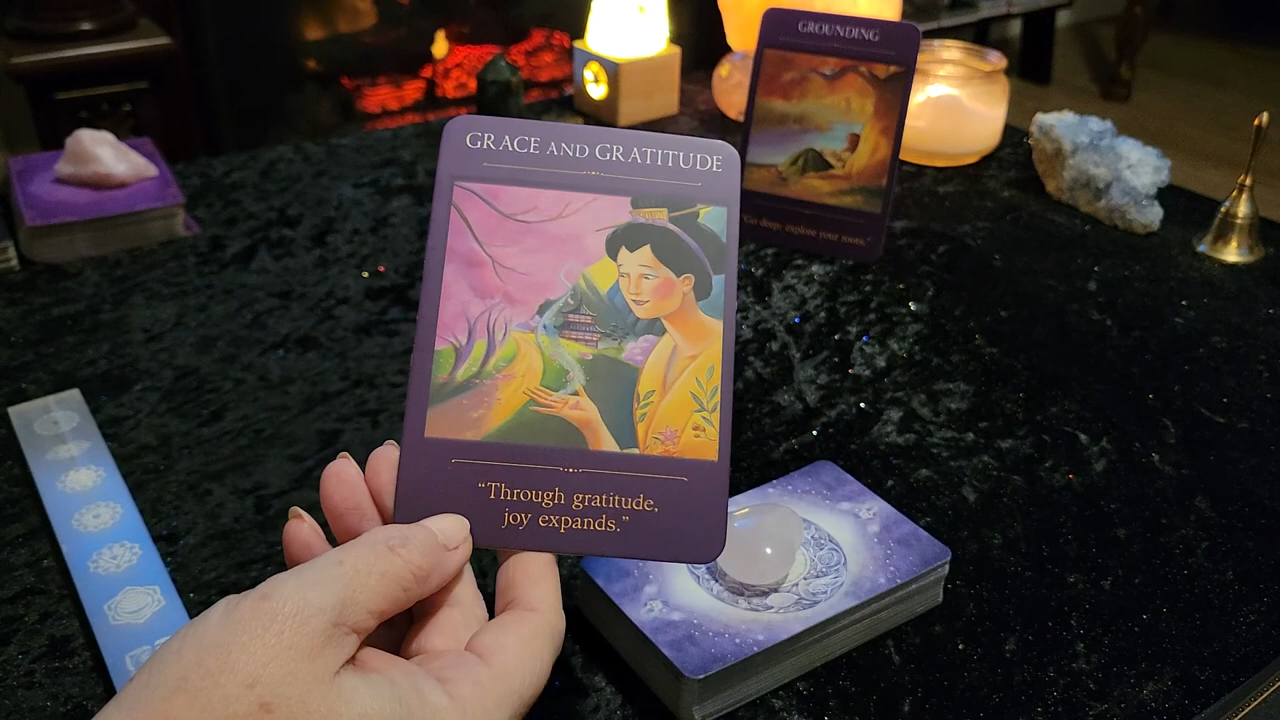 GROUNDING
"Go deep; explore your roots."
GRACE AND GRATITUDE
"Through gratitude,
joy expands."